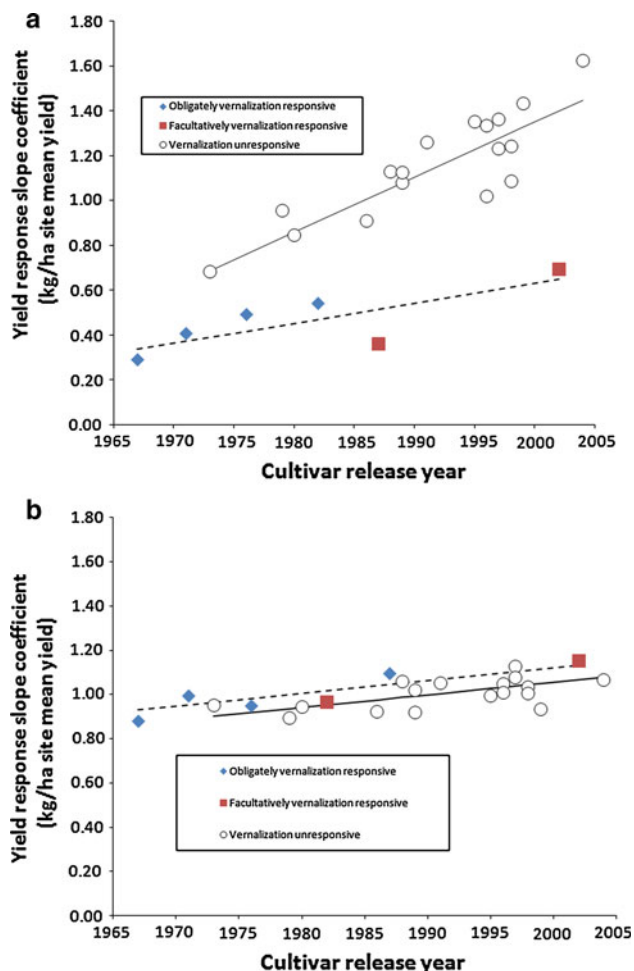 a
Yield response slope coefficient
(kg/ha site mean yield)
1.80
1.60
1.40
1.20
1.00
0.80
0.60
0.40
0.20
0.00
Obligately vernalization responsive
Facultatively vernalization responsive
Vernalization unresponsive
1965 1970 1975 1980 1985 1990 1995 2000 2005
Cultivar release year
b
Yield response slope coefficient
(kg/ha site mean yield)
1.80
1.60
1.40
1.20
1.00
0.80
0.60
0.40
0.20
0.00
Obligately vernalization responsive
Facultatively vernalization responsive
Vernalization unresponsive
1965 1970 1975 1980 1985 1990 1995 2000 2005
Cultivar release year